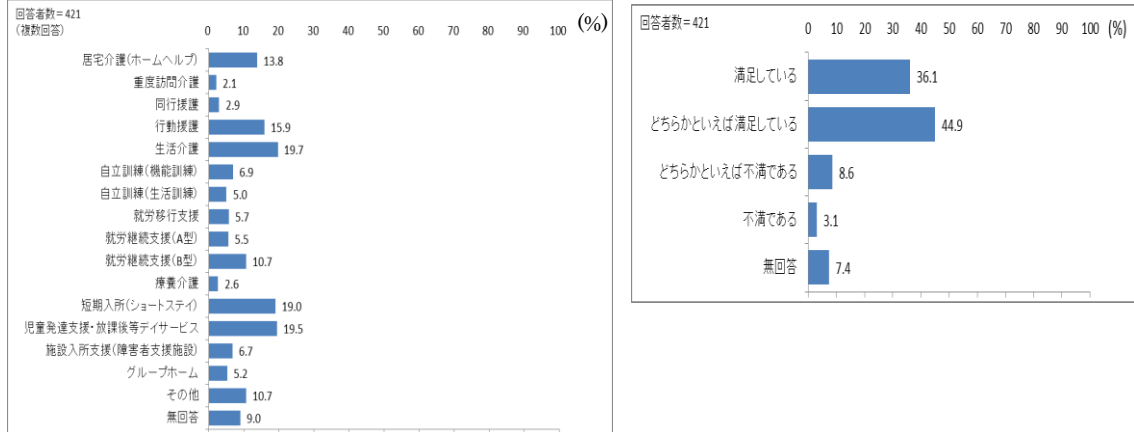 回答者数=421
(複数回答)
0 10 20 30 40 50 60 70 80 90 100 (%)
居宅介護(ホームヘルプ) 13.8
重度訪問介護 2.1
同行援護 2.9
行動援護 15.9
生活介護 19.7
自立訓練(機能訓練) 6.9
自立訓練(生活訓練) 5.0
就労移行支援 5.7
就労継続支援(A型) 5.5
就労継続支援(B型) 10.7
療養介護 2.6
短期入所(ショートステイ) 19.0
児童発達支援・放課後等デイサービス 19.5
施設入所支援(障害者支援施設) 6.7
グループホーム 5.2
その他 10.7
無回答 9.0
回答者数=421
0 10 20 30 40 50 60 70 80 90 100 (%)
満足している 36.1
どちらかといえば満足している 44.9
どちらかといえば不満である 8.6
不満である 3.1
無回答 7.4